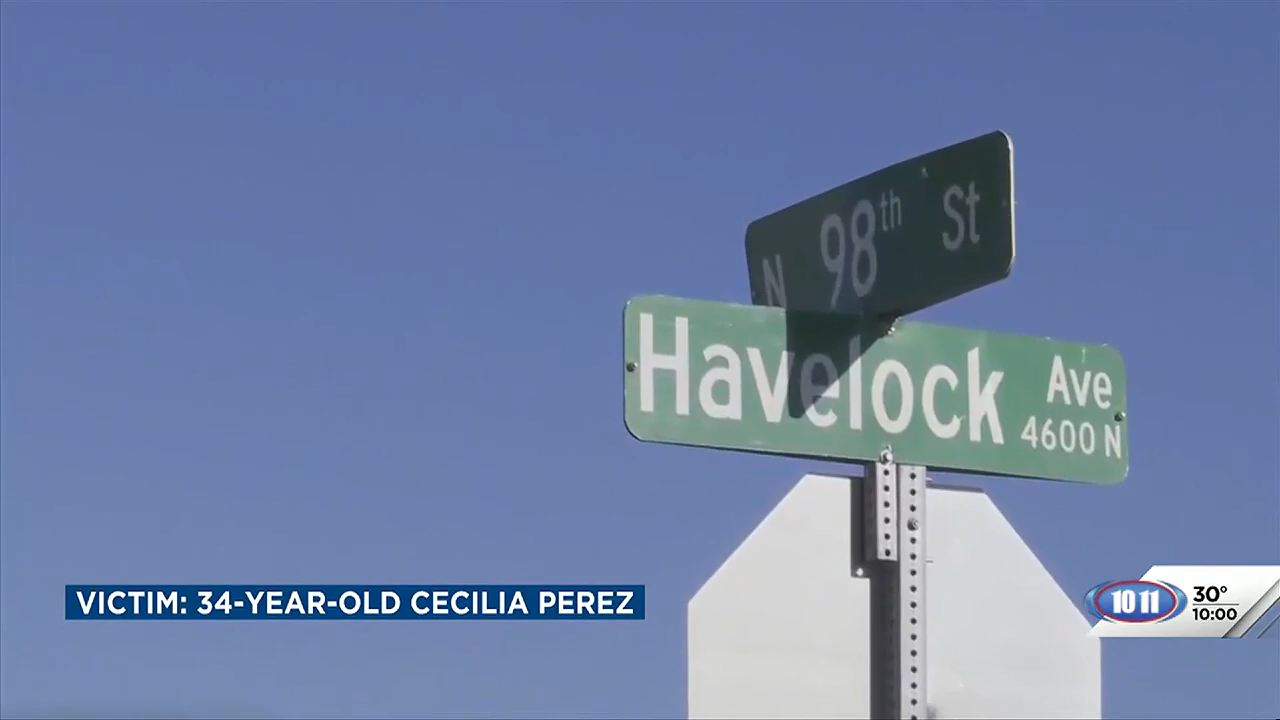 N 98th St
Havelock Ave
4600 N
VICTIM: 34-YEAR-OLD CECILIA PEREZ
10 11
30°
10:00